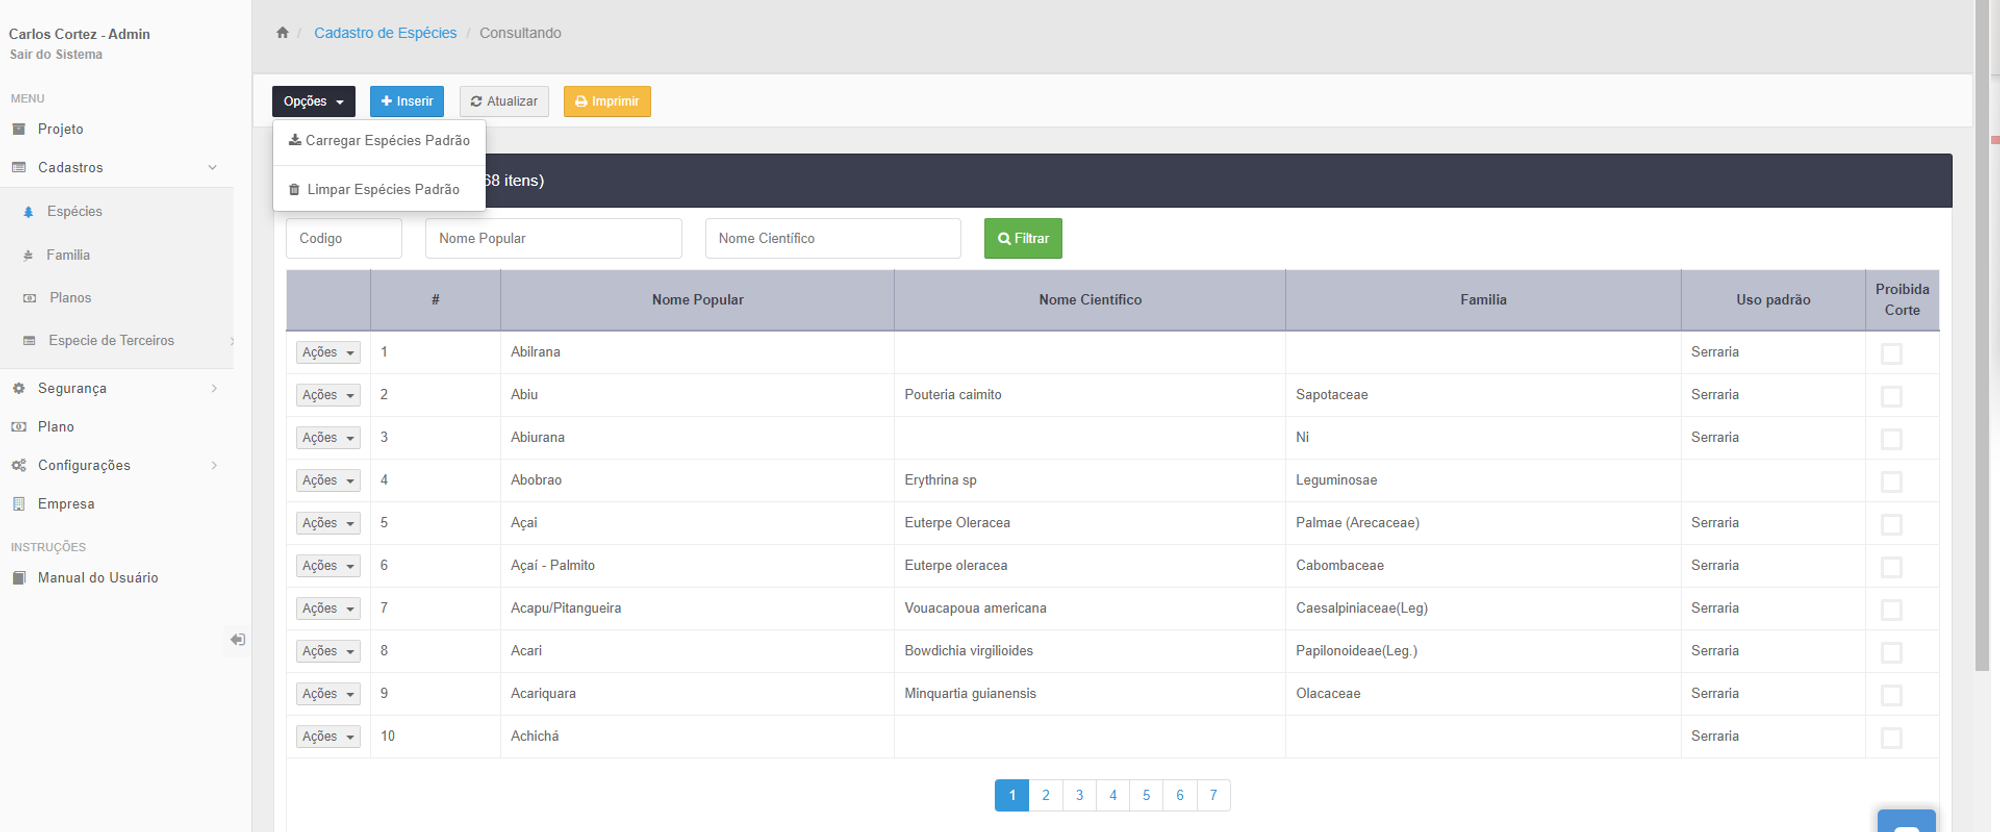 Carlos Cortez - Admin
Sair do Sistema
MENU
Projeto
Cadastros
Espécies
Familia
Planos
Especie de Terceiros
Segurança
Plano
Configurações
Empresa
INSTRUÇÕES
Manual do Usuário
/ Cadastro de Espécies / Consultando
Opções Inserir Atualizar Imprimir
Carregar Espécies Padrão
Limpar Espécies Padrão
68 itens)
Codigo Nome Popular Nome Científico Filtrar
# Nome Popular Nome Científico Familia Uso padrão Proibida Corte
Ações 1 Abilrana Serraria
Ações 2 Abiu Pouteria caimito Sapotaceae Serraria
Ações 3 Abiurana Ni Serraria
Ações 4 Abobrao Erythrina sp Leguminosae
Ações 5 Açai Euterpe Oleracea Palmae (Arecaceae) Serraria
Ações 6 Açaí - Palmito Euterpe oleracea Cabombaceae Serraria
Ações 7 Acapu/Pitangueira Vouacapoua americana Caesalpiniaceae(Leg) Serraria
Ações 8 Acari Bowdichia virgilioides Papilonoideae(Leg.) Serraria
Ações 9 Acariquara Minquartia guianensis Olacaceae Serraria
Ações 10 Achichá Serraria
1 2 3 4 5 6 7